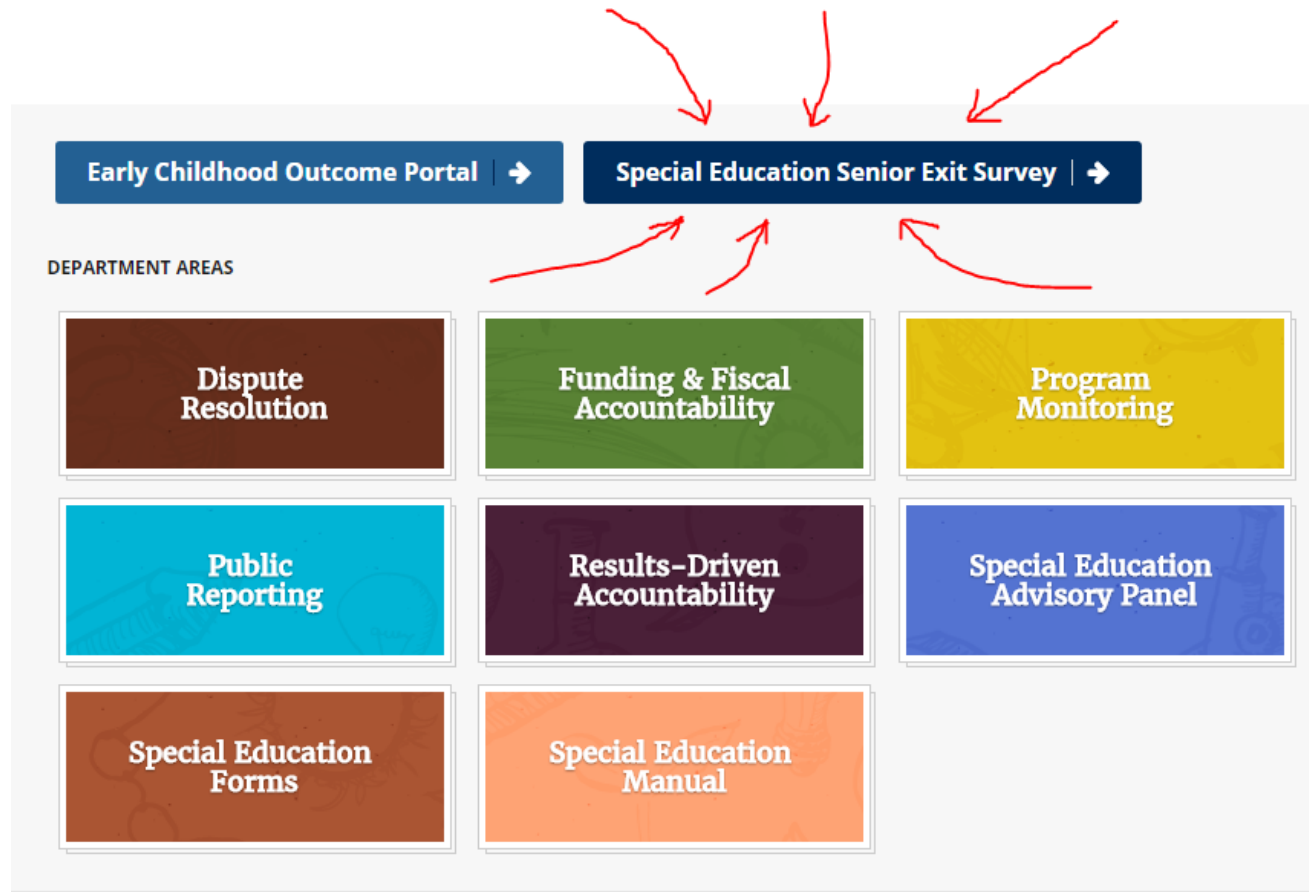 Early Childhood Outcome Portal
Special Education Senior Exit Survey
DEPARTMENT AREAS
Dispute
Resolution
Funding & Fiscal
Accountability
Program
Monitoring
Public
Reporting
Results-Driven
Accountability
Special Education
Advisory Panel
Special Education
Forms
Special Education
Manual